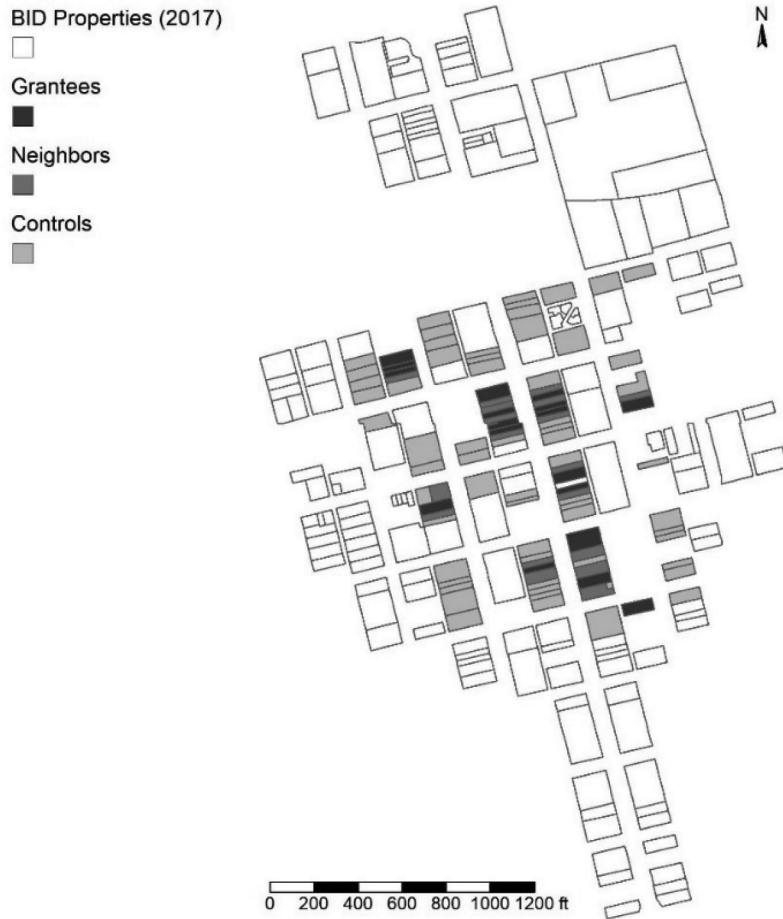 BID Properties (2017)
N
Grantees
Neighbors
Controls
0 200 400 600 800 1000 1200 ft